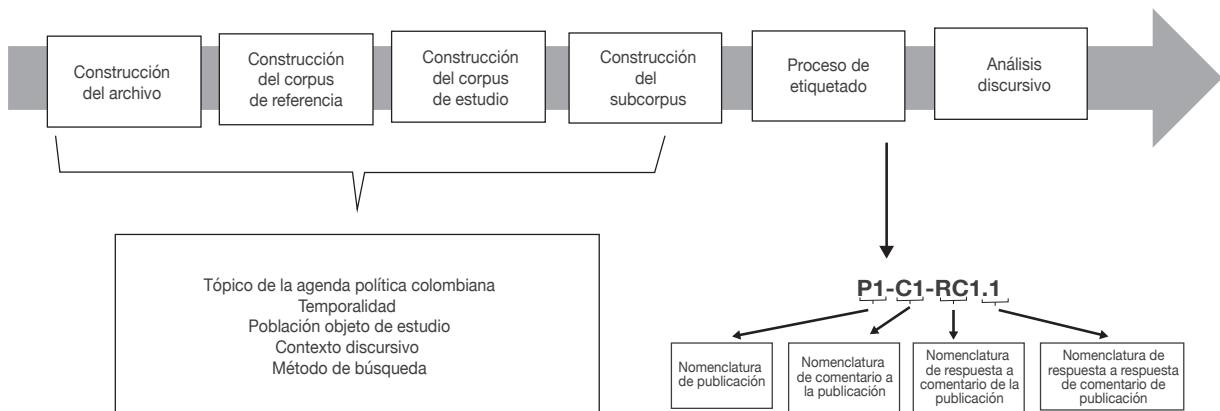 Construcción
del archivo
Construcción
del corpus
de referencia
Construcción
del corpus
de estudio
Construcción
del
subcorpus
Proceso de
etiquetado
Análisis
discursivo
Tópico de la agenda política colombiana
Temporalidad
Población objeto de estudio
Contexto discursivo
Método de búsqueda
P1-C1-RC1.1
Nomenclatura
de publicación
Nomenclatura
de comentario a
la publicación
Nomenclatura
de respuesta a
comentario de la
publicación
Nomenclatura de
respuesta a respuesta
de comentario de
publicación